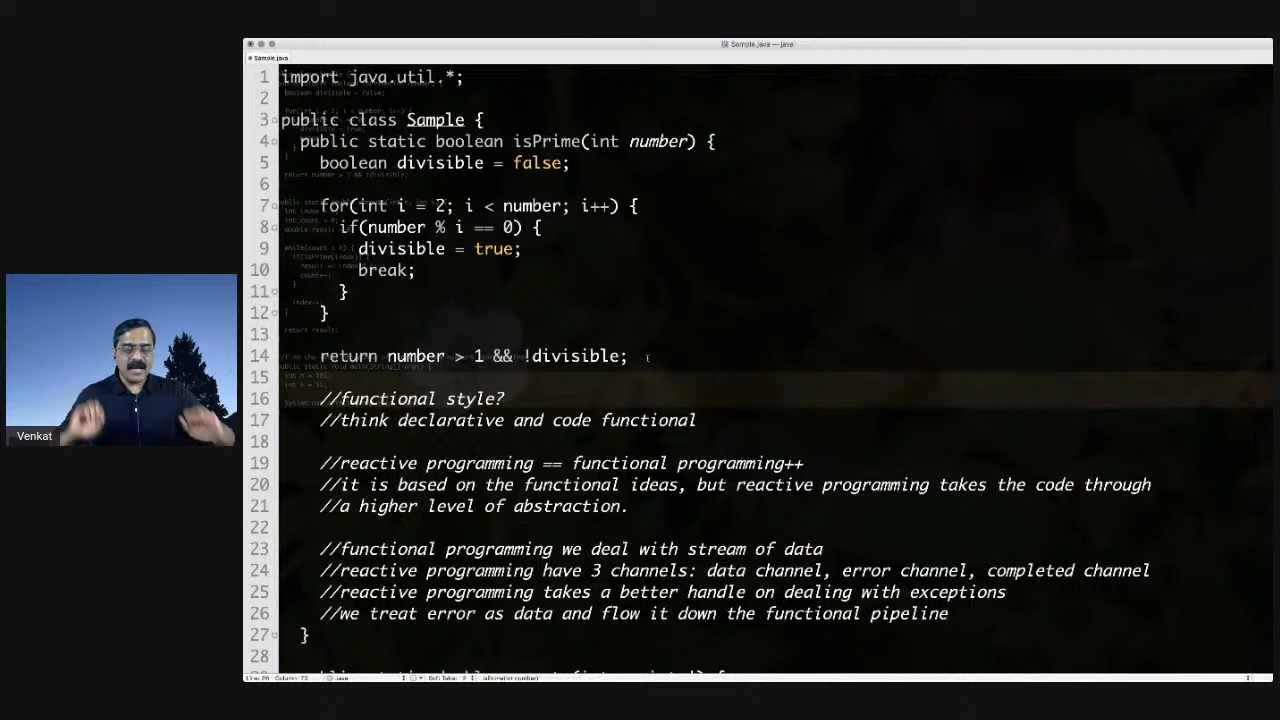 Sample.java — java
Sample.java
1 import java.util.*;
2
3 public class Sample {
4 public static boolean isPrime(int number) {
5 boolean divisible = false;
6
7 for(int i = 2; i < number; i++) {
8 if(number % i == 0) {
9 divisible = true;
10 break;
11 }
12 }
13
14 return number > 1 && !divisible;
15
16 //functional style?
17 //think declarative and code functional
18
19 //reactive programming == functional programming++
20 //it is based on the functional ideas, but reactive programming takes the code through
21 //a higher level of abstraction.
22
23 //functional programming we deal with stream of data
24 //reactive programming have 3 channels: data channel, error channel, completed channel
25 //reactive programming takes a better handle on dealing with exceptions
26 //we treat error as data and flow it down the functional pipeline
27 }
28
Venkat